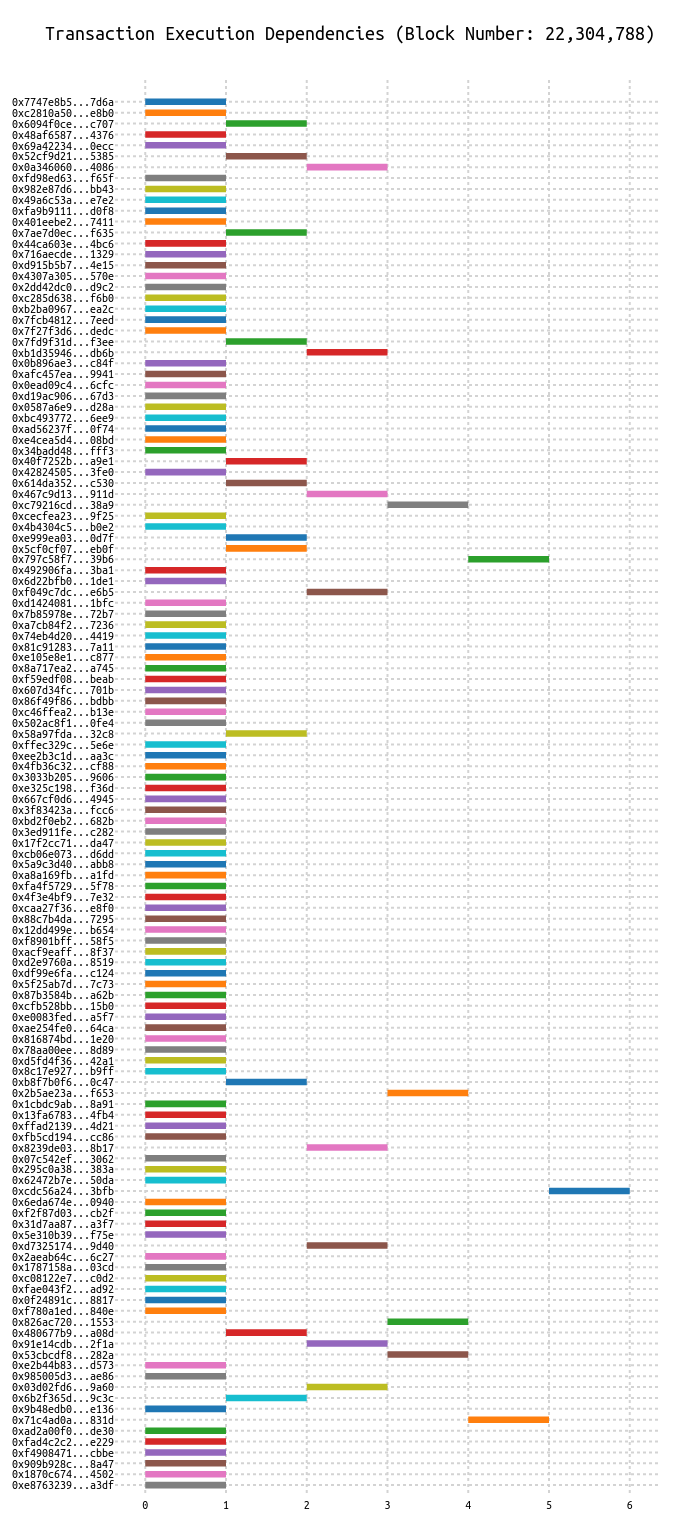 Transaction Execution Dependencies (Block Number: 22,304,788)
0x7747e8b5...7d6a
0xc2810a50...e8b0
0x6094f0ce...c707
0x48af6587...4376
0x69a42234...0ecc
0x52cf9d21...5385
0x0a346060...4086
0xfd98ed63...f65f
0x982e87d6...bb43
0x49a6c53a...e7e2
0xfa9b9111...d0f8
0x401eebe2...7411
0x7ae7d0ec...f635
0x44ca603e...4bc6
0x716aecde...1329
0xd915b5b7...4e15
0x4307a305...570e
0x2dd42dc0...d9c2
0xc285d638...f6b0
0xb2ba0967...ea2c
0x7fcb4812...7eed
0x7f27f3d6...dedc
0x7fd9f31d...f3ee
0xb1d35946...db6b
0x0b896ae3...c84f
0xafc457ea...9941
0x0ead09c4...6cfc
0xd19ac906...67d3
0x0587a6e9...d28a
0xbc493772...6ee9
0xad56237f...0f74
0xe4cea5d4...08bd
0x34badd48...fff3
0x40f7252b...a9e1
0x42824505...3fe0
0x614da352...c530
0x467c9d13...911d
0xc79216cd...38a9
0xcecfea23...9f25
0x4b4304c5...b0e2
0xe999ea03...0d7f
0x5cf0cf07...eb0f
0x797c58f7...39b6
0x492906fa...3ba1
0x6d22bfb0...1de1
0xf049c7dc...e6b5
0xd1424081...1bfc
0x7b85978e...72b7
0xa7cb84f2...7236
0x74eb4d20...4419
0x81c91283...7a11
0xe105e8e1...c877
0x8a717ea2...a745
0xf59edf08...beab
0x607d34fc...701b
0x86f49f86...bdbb
0xc46ffea2...b13e
0x502ac8f1...0fe4
0x58a97fda...32c8
0xffec329c...5e6e
0xee2b3c1d...aa3c
0x4fb36c32...cf88
0x3033b205...9606
0xe325c198...f36d
0x667cf0d6...4945
0x3f83423a...fcc6
0xbd2f0eb2...682b
0x3ed911fe...c282
0x17f2cc71...da47
0xcb06e073...d6dd
0x5a9c3d40...abb8
0xa8a169fb...a1fd
0xfa4f5729...5f78
0x4f3e4bf9...7e32
0xcaa27f36...e8f0
0x88c7b4da...7295
0x12dd499e...b654
0xf8901bff...58f5
0xacf9eaff...8f37
0xd2e9760a...8519
0xdf99e6fa...c124
0x5f25ab7d...7c73
0x87b3584b...a62b
0xcfb528bb...15b0
0xe0083fed...a5f7
0xae254fe0...64ca
0x816874bd...1e20
0x78aa00ee...8d89
0xd5fd4f36...42a1
0x8c17e927...b9ff
0xb8f7b0f6...0c47
0x2b5ae23a...f653
0x1cbdc9ab...8a91
0x13fa6783...4fb4
0xffad2139...4d21
0xfb5cd194...cc86
0x8239de03...8b17
0x07c542ef...3062
0x295c0a38...383a
0x62472b7e...50da
0xcdc56a24...3bfb
0x6eda674e...0940
0xf2f87d03...cb2f
0x31d7aa87...a3f7
0x5e310b39...f75e
0xd7325174...9d40
0x2aeab64c...6c27
0x1787158a...03cd
0xc08122e7...c0d2
0xfae043f2...ad92
0x0f24891c...8817
0xf780a1ed...840e
0x826ac720...1553
0x480677b9...a08d
0x91e14cdb...2f1a
0x53cbcdf8...282a
0xe2b44b83...d573
0x985005d3...ae86
0x03d02fd6...9a60
0x6b2f365d...9c3c
0x9b48edb0...e136
0x71c4ad0a...831d
0xad2a00f0...de30
0xfad4c2c2...e229
0xf4908471...cbbe
0x909b928c...8a47
0x1870c674...4502
0xe8763239...a3df
0 1 2 3 4 5 6